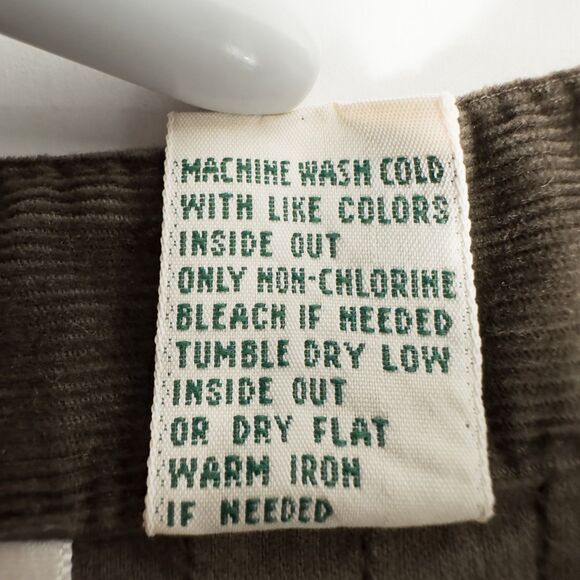 MACHINE WASH COLD
WITH LIKE COLORS
INSIDE OUT
ONLY NON-CHLORINE
BLEACH IF NEEDED
TUMBLE DRY LOW
INSIDE OUT
OR DRY FLAT
WARM IRON
IF NEEDED